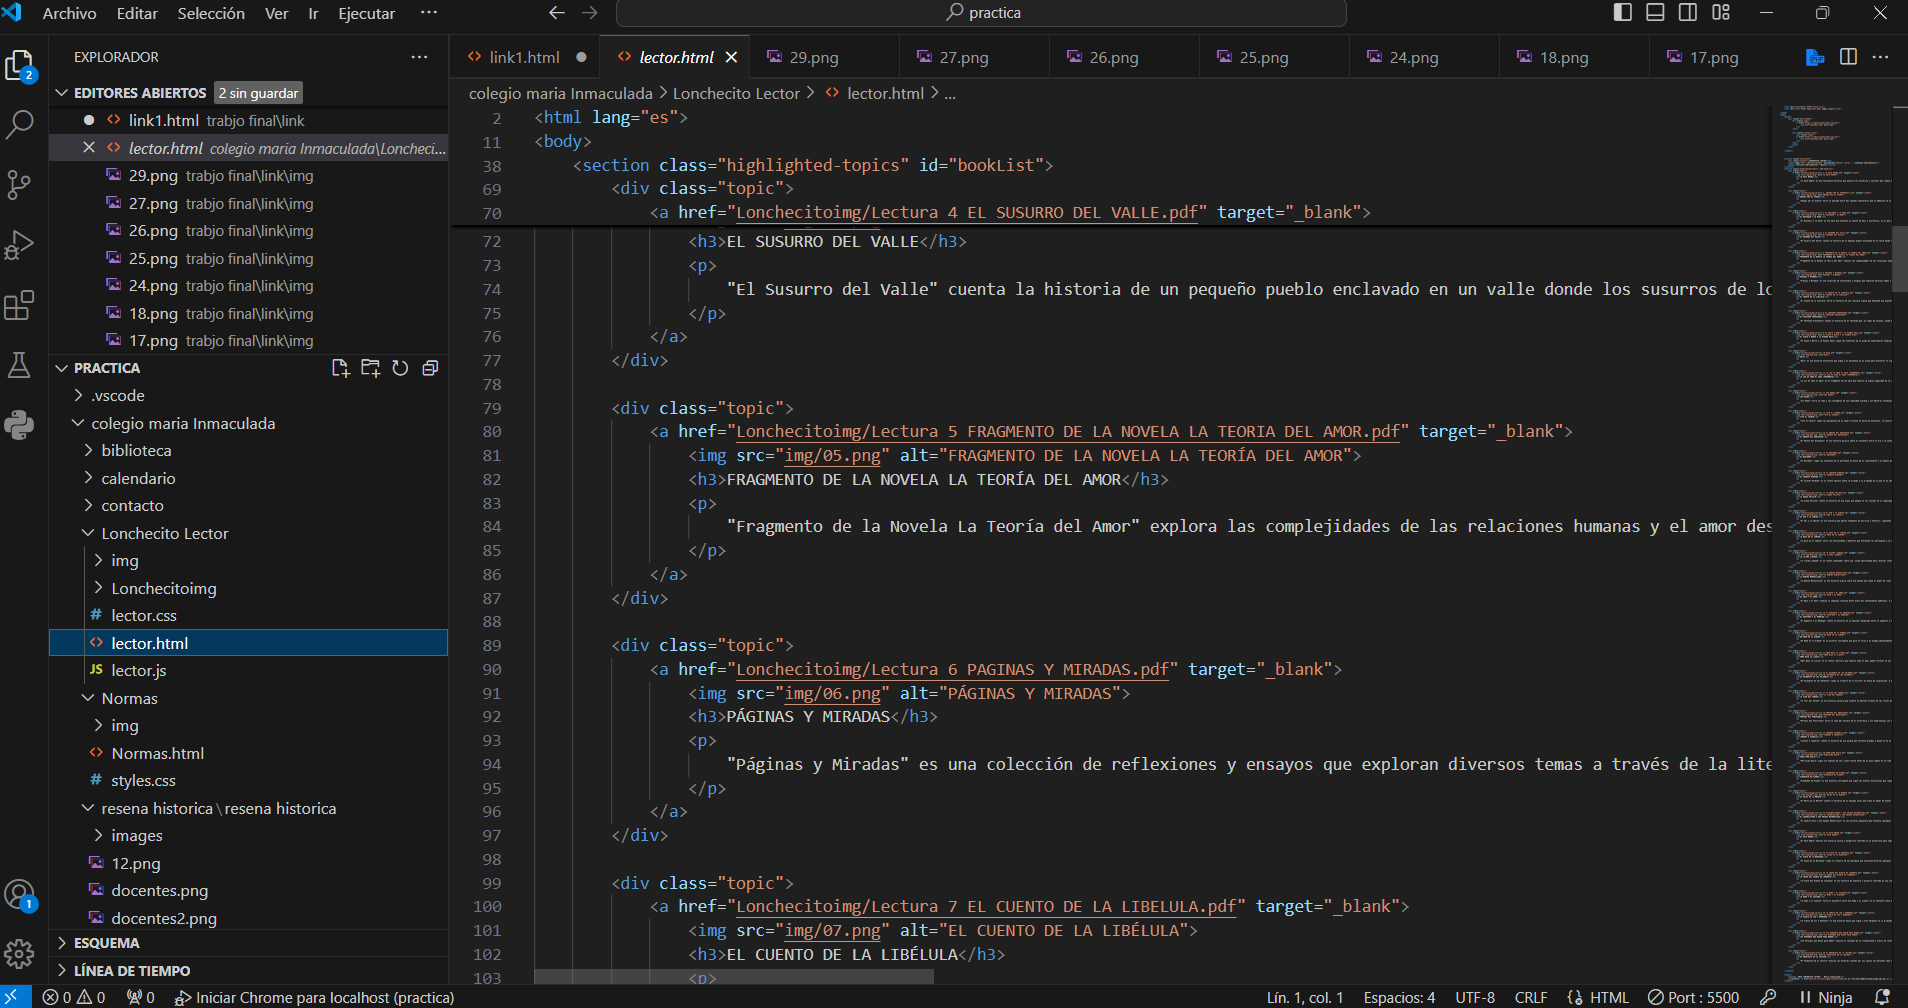 Archivo Editar Selección Ver Ir Ejecutar ··· practica
EXPLORADOR ···
EDITORES ABIERTOS 2 sin guardar
link1.html trabjo final\link
lector.html colegio maria Inmaculada\Loncheci...
29.png trabjo final\link\img
27.png trabjo final\link\img
26.png trabjo final\link\img
25.png trabjo final\link\img
24.png trabjo final\link\img
18.png trabjo final\link\img
17.png trabjo final\link\img
PRACTICA
.vscode
colegio maria Inmaculada
biblioteca
calendario
contacto
Lonchecito Lector
img
Lonchecitoimg
# lector.css
lector.html
JS lector.js
Normas
img
Normas.html
# styles.css
resena historica\resena historica
images
12.png
docentes.png
docentes2.png
ESQUEMA
LÍNEA DE TIEMPO
2
1
link1.html lector.html 29.png 27.png 26.png 25.png 24.png 18.png 17.png
colegio maria Inmaculada > Lonchecito Lector > lector.html > ...
2 <html lang="es">
11 <body>
38 <section class="highlighted-topics" id="bookList">
69 <div class="topic">
70 <a href="Lonchecitoimg/Lectura 4 EL SUSURRO DEL VALLE.pdf" target="_blank">
72 <h3>EL SUSURRO DEL VALLE</h3>
73 <p>
74 "El Susurro del Valle" cuenta la historia de un pequeño pueblo enclavado en un valle donde los susurros de lo
75 </p>
76 </a>
77 </div>
78
79 <div class="topic">
80 <a href="Lonchecitoimg/Lectura 5 FRAGMENTO DE LA NOVELA LA TEORIA DEL AMOR.pdf" target="_blank">
81 <img src="img/05.png" alt="FRAGMENTO DE LA NOVELA LA TEORÍA DEL AMOR">
82 <h3>FRAGMENTO DE LA NOVELA LA TEORÍA DEL AMOR</h3>
83 <p>
84 "Fragmento de la Novela La Teoría del Amor" explora las complejidades de las relaciones humanas y el amor des
85 </p>
86 </a>
87 </div>
88
89 <div class="topic">
90 <a href="Lonchecitoimg/Lectura 6 PAGINAS Y MIRADAS.pdf" target="_blank">
91 <img src="img/06.png" alt="PÁGINAS Y MIRADAS">
92 <h3>PÁGINAS Y MIRADAS</h3>
93 <p>
94 "Páginas y Miradas" es una colección de reflexiones y ensayos que exploran diversos temas a través de la lite
95 </p>
96 </a>
97 </div>
98
99 <div class="topic">
100 <a href="Lonchecitoimg/Lectura 7 EL CUENTO DE LA LIBELULA.pdf" target="_blank">
101 <img src="img/07.png" alt="EL CUENTO DE LA LIBÉLULA">
102 <h3>EL CUENTO DE LA LIBÉLULA</h3>
103 <p>
0 0 0 Iniciar Chrome para localhost (practica) Lín. 1, col. 1 Espacios: 4 UTF-8 CRLF HTML Port : 5500 Ninja